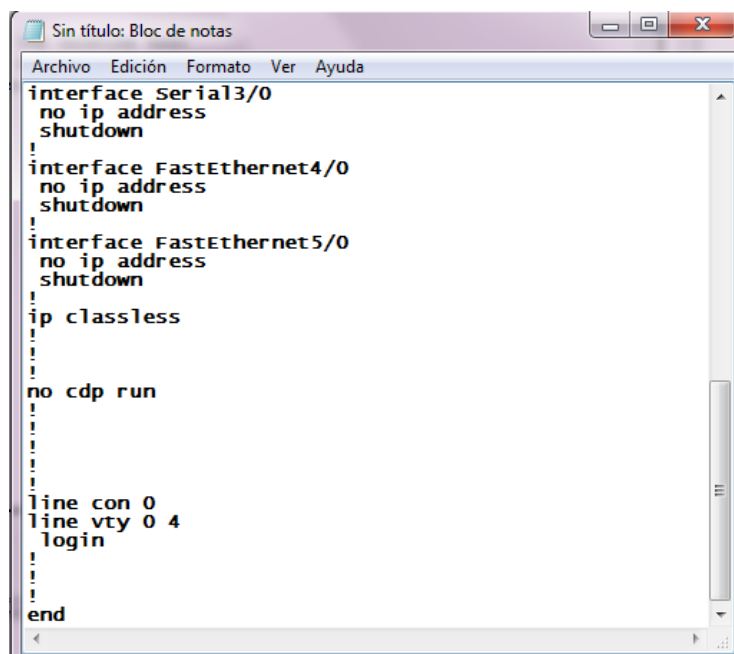 Sin título: Bloc de notas
Archivo Edición Formato Ver Ayuda
interface Serial3/0
 no ip address
 shutdown
!
interface FastEthernet4/0
 no ip address
 shutdown
!
interface FastEthernet5/0
 no ip address
 shutdown
!
ip classless
!
!
!
no cdp run
!
!
!
!
!
line con 0
line vty 0 4
 login
!
!
!
end